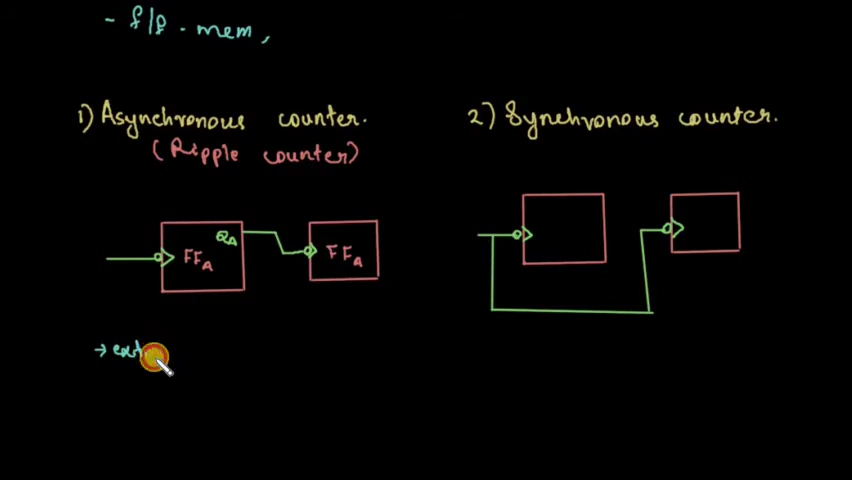 - f/f - mem,
1) Asynchronous counter.
(Ripple counter)
2) Synchronous counter.
QA
FFA
FFA
→ ext